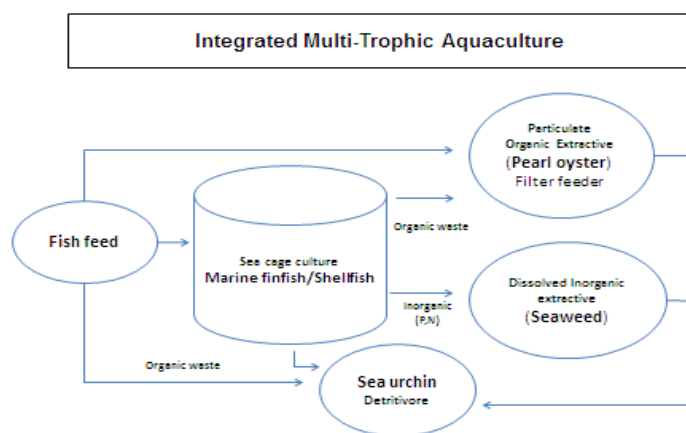 Integrated Multi-Trophic Aquaculture
Particulate
Organic Extractive
(Pearl oyster)
Filter feeder
Fish feed
Sea cage culture
Marine finfish/Shellfish
Organic waste
Dissolved Inorganic
extractive
(Seaweed)
Inorganic
(P,N)
Organic waste
Sea urchin
Detritivore